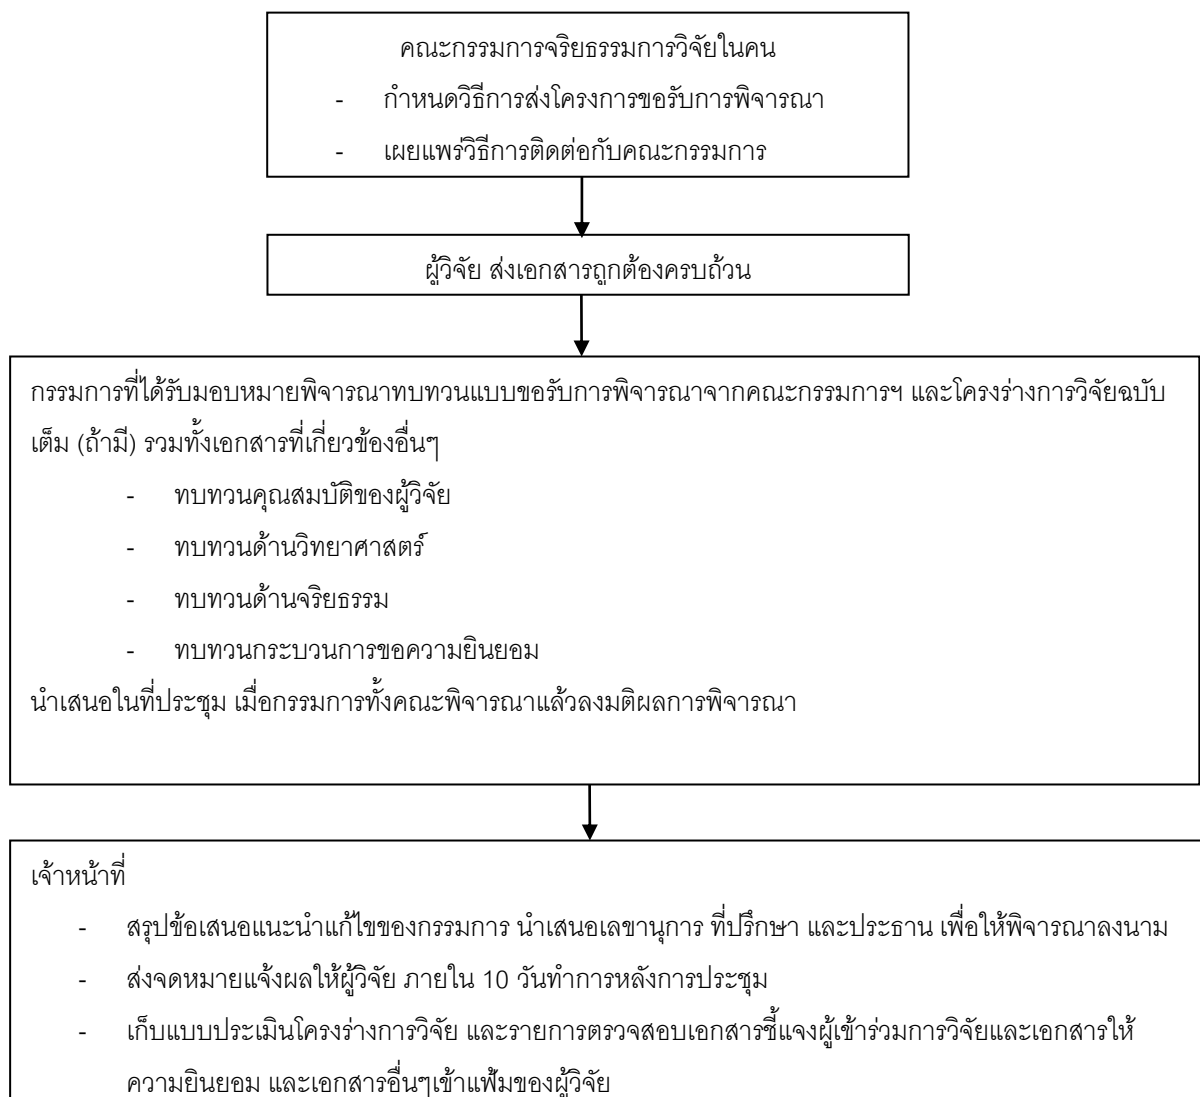 คณะกรรมการจริยธรรมการวิจัยในคน
- กำหนดวิธีการส่งโครงการขอรับการพิจารณา
- เผยแพร่วิธีการติดต่อกับคณะกรรมการ
ผู้วิจัย ส่งเอกสารถูกต้องครบถ้วน
กรรมการที่ได้รับมอบหมายพิจารณาทบทวนแบบขอรับการพิจารณาจากคณะกรรมการฯ และโครงร่างการวิจัยฉบับ
เต็ม (ถ้ามี) รวมทั้งเอกสารที่เกี่ยวข้องอื่นๆ
- ทบทวนคุณสมบัติของผู้วิจัย
- ทบทวนด้านวิทยาศาสตร์
- ทบทวนด้านจริยธรรม
- ทบทวนกระบวนการขอความยินยอม
นำเสนอในที่ประชุม เมื่อกรรมการทั้งคณะพิจารณาแล้วลงมติผลการพิจารณา
เจ้าหน้าที่
- สรุปข้อเสนอแนะนำแก้ไขของกรรมการ นำเสนอเลขานุการ ที่ปรึกษา และประธาน เพื่อให้พิจารณาลงนาม
- ส่งจดหมายแจ้งผลให้ผู้วิจัย ภายใน 10 วันทำการหลังการประชุม
- เก็บแบบประเมินโครงร่างการวิจัย และรายการตรวจสอบเอกสารชี้แจงผู้เข้าร่วมการวิจัยและเอกสารให้
ความยินยอม และเอกสารอื่นๆเข้าแฟ้มของผู้วิจัย